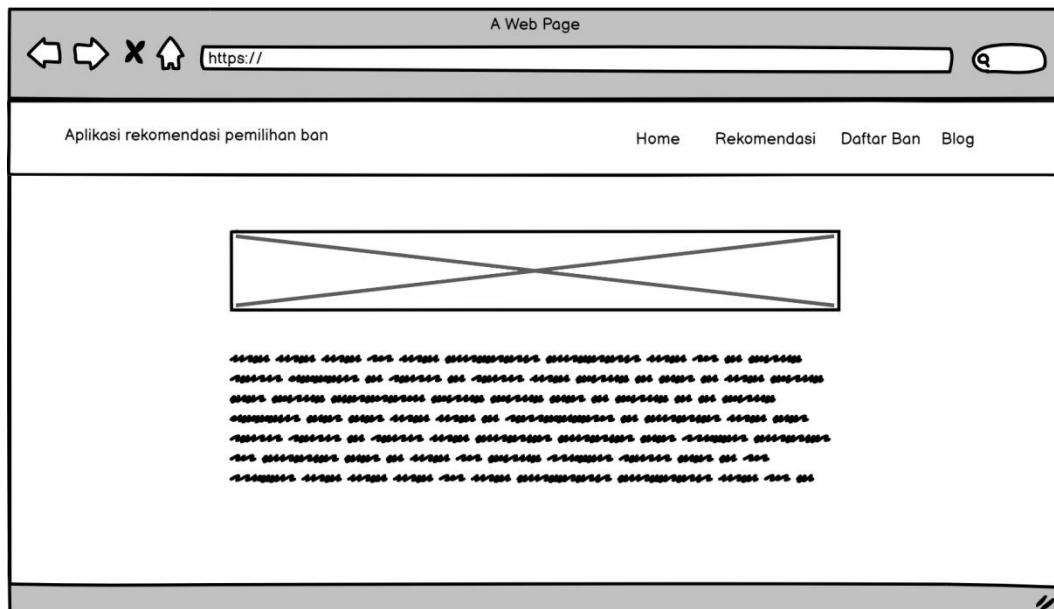 A Web Page
https://
Aplikasi rekomendasi pemilihan ban
Home Rekomendasi Daftar Ban Blog